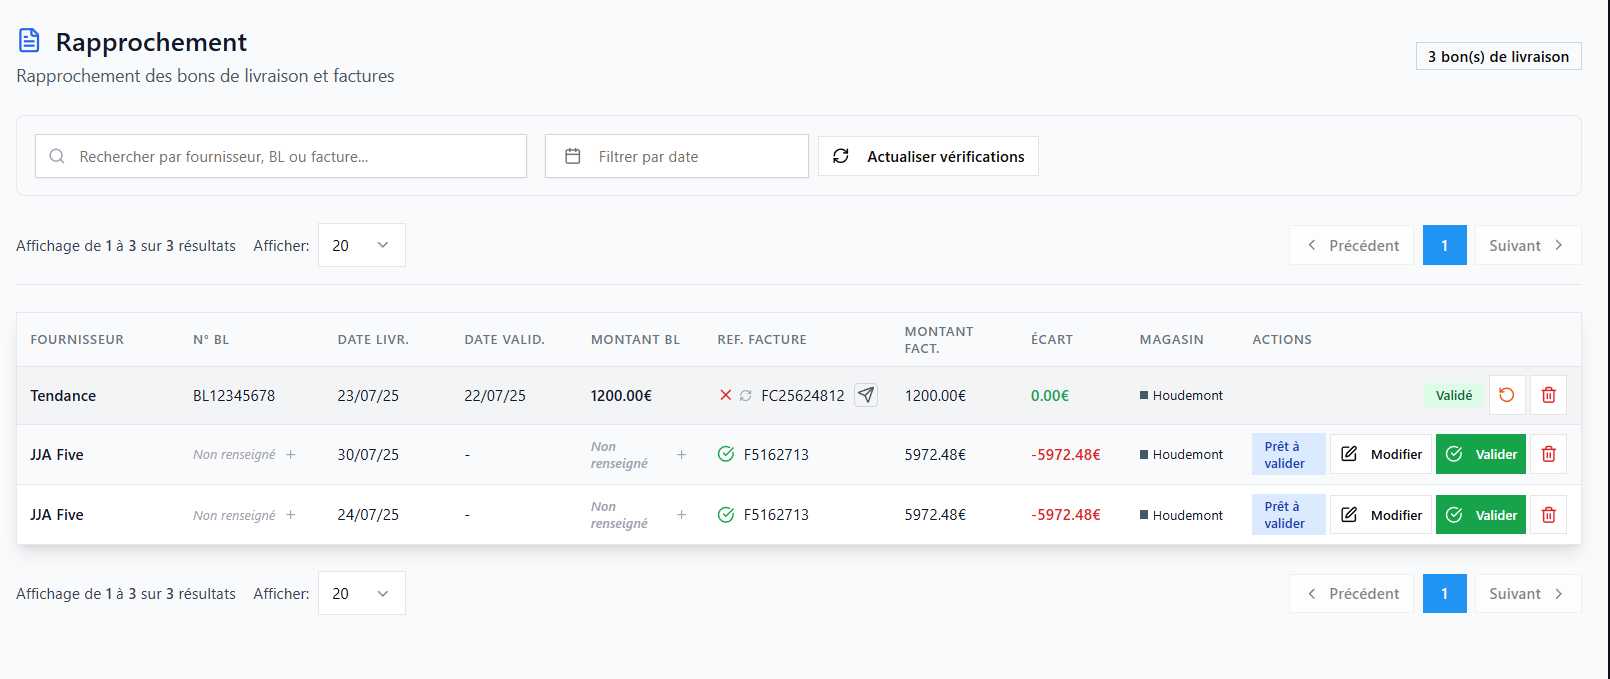 Rapprochement
Rapprochement des bons de livraison et factures
3 bon(s) de livraison
Rechercher par fournisseur, BL ou facture...
Filtrer par date
Actualiser vérifications
Affichage de 1 à 3 sur 3 résultats Afficher: 20
Précédent 1 Suivant
FOURNISSEUR N° BL DATE LIVR. DATE VALID. MONTANT BL REF. FACTURE MONTANT FACT. ÉCART MAGASIN ACTIONS
Tendance BL12345678 23/07/25 22/07/25 1200.00€ FC25624812 1200.00€ 0.00€ Houdemont Validé
JJA Five Non renseigné + 30/07/25 - Non renseigné + F5162713 5972.48€ -5972.48€ Houdemont Prêt à valider Modifier Valider
JJA Five Non renseigné + 24/07/25 - Non renseigné + F5162713 5972.48€ -5972.48€ Houdemont Prêt à valider Modifier Valider
Affichage de 1 à 3 sur 3 résultats Afficher: 20
Précédent 1 Suivant